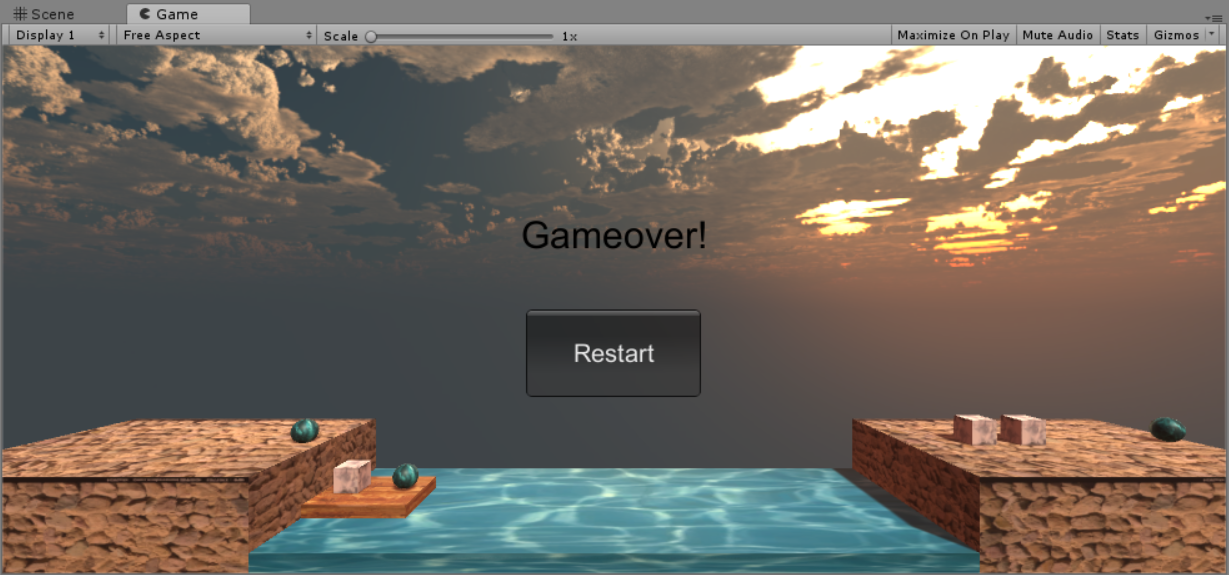 Scene
Game
Display 1
Free Aspect
Scale
1x
Maximize On Play
Mute Audio
Stats
Gizmos
Gameover!
Restart